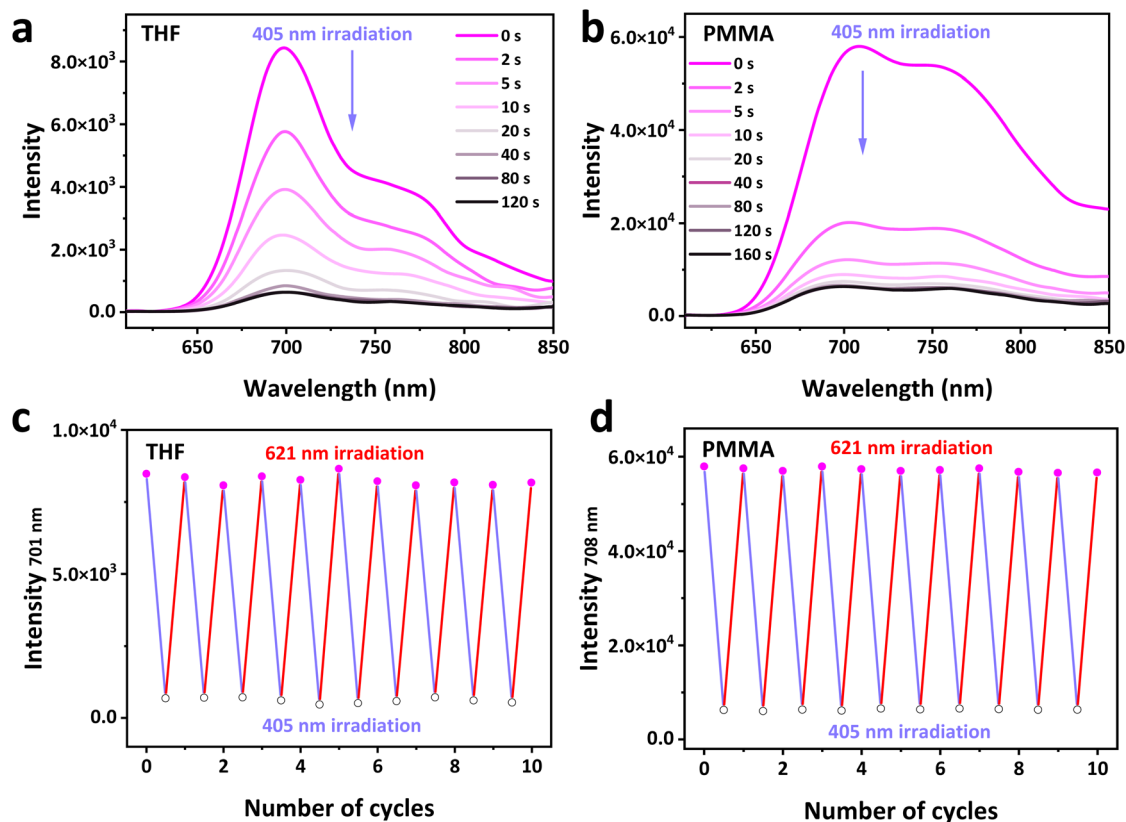 a
THF
405 nm irradiation
0 s
2 s
5 s
10 s
20 s
40 s
80 s
120 s
8.0×10³
6.0×10³
4.0×10³
2.0×10³
0.0
Intensity
650
700
750
800
850
Wavelength (nm)
b
PMMA
405 nm irradiation
0 s
2 s
5 s
10 s
20 s
40 s
80 s
120 s
160 s
6.0×10⁴
4.0×10⁴
2.0×10⁴
0.0
Intensity
650
700
750
800
850
Wavelength (nm)
c
THF
621 nm irradiation
405 nm irradiation
1.0×10⁴
5.0×10³
0.0
Intensity 701 nm
0
2
4
6
8
10
Number of cycles
d
PMMA
621 nm irradiation
405 nm irradiation
6.0×10⁴
4.0×10⁴
2.0×10⁴
0.0
Intensity 708 nm
0
2
4
6
8
10
Number of cycles